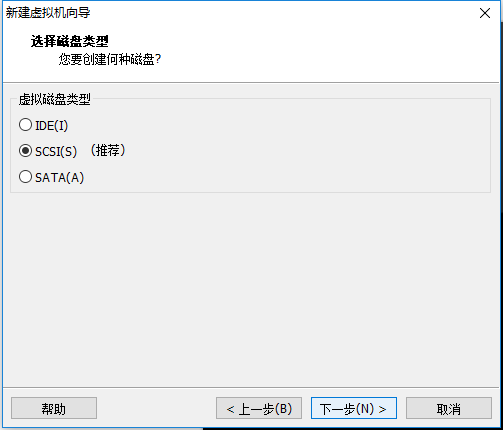 新建虚拟机向导
选择磁盘类型
您要创建何种磁盘?
虚拟磁盘类型
IDE(I)
SCSI(S) （推荐）
SATA(A)
帮助 < 上一步(B) 下一步(N) > 取消